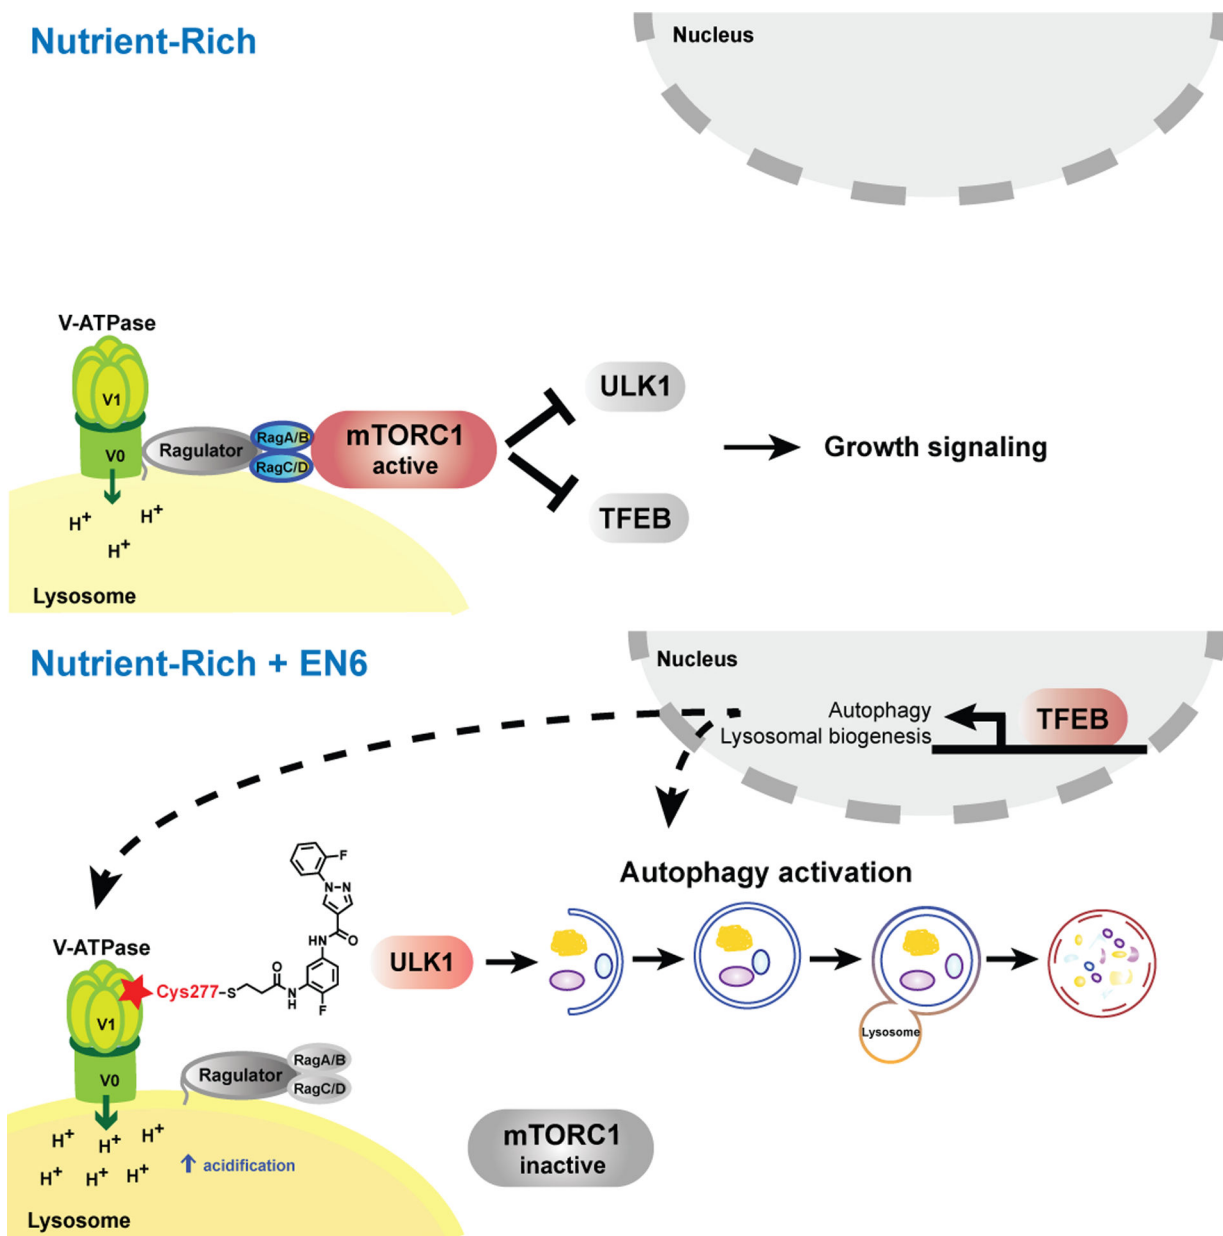 Nutrient-Rich
Nucleus
V-ATPase
V1
V0
Ragulator
RagA/B
RagC/D
mTORC1
active
ULK1
TFEB
Growth signaling
H+
H+
H+
Lysosome
Nutrient-Rich + EN6
Nucleus
Autophagy
Lysosomal biogenesis
TFEB
Autophagy activation
V-ATPase
V1
V0
Cys277-S
O
NH
F
HN
O
N
N
F
ULK1
Lysosome
Ragulator
RagA/B
RagC/D
H+
H+
H+
H+
H+
H+
↑ acidification
mTORC1
inactive
Lysosome